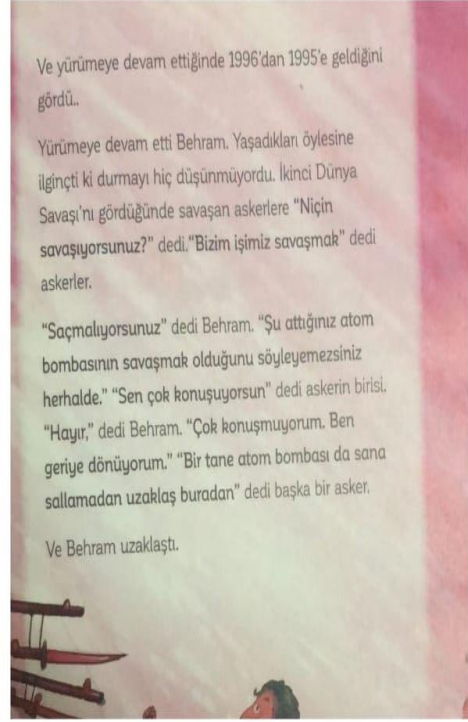 Ve yürümeye devam ettiğinde 1996'dan 1995'e geldiğini
gördü..
Yürümeye devam etti Behram. Yaşadıkları öylesine
ilginçti ki durmayı hiç düşünmüyordu. İkinci Dünya
Savaşı'nı gördüğünde savaşan askerlere “Niçin
savaşıyorsunuz?” dedi.“Bizim işimiz savaşmak” dedi
askerler.
“Saçmalıyorsunuz” dedi Behram. “Şu attığınız atom
bombasının savaşmak olduğunu söyleyemezsiniz
herhalde.” “Sen çok konuşuyorsun” dedi askerin birisi.
“Hayır,” dedi Behram. “Çok konuşmuyorum. Ben
geriye dönüyorum.” “Bir tane atom bombası da sana
sallamadan uzaklaş buradan” dedi başka bir asker.
Ve Behram uzaklaştı.